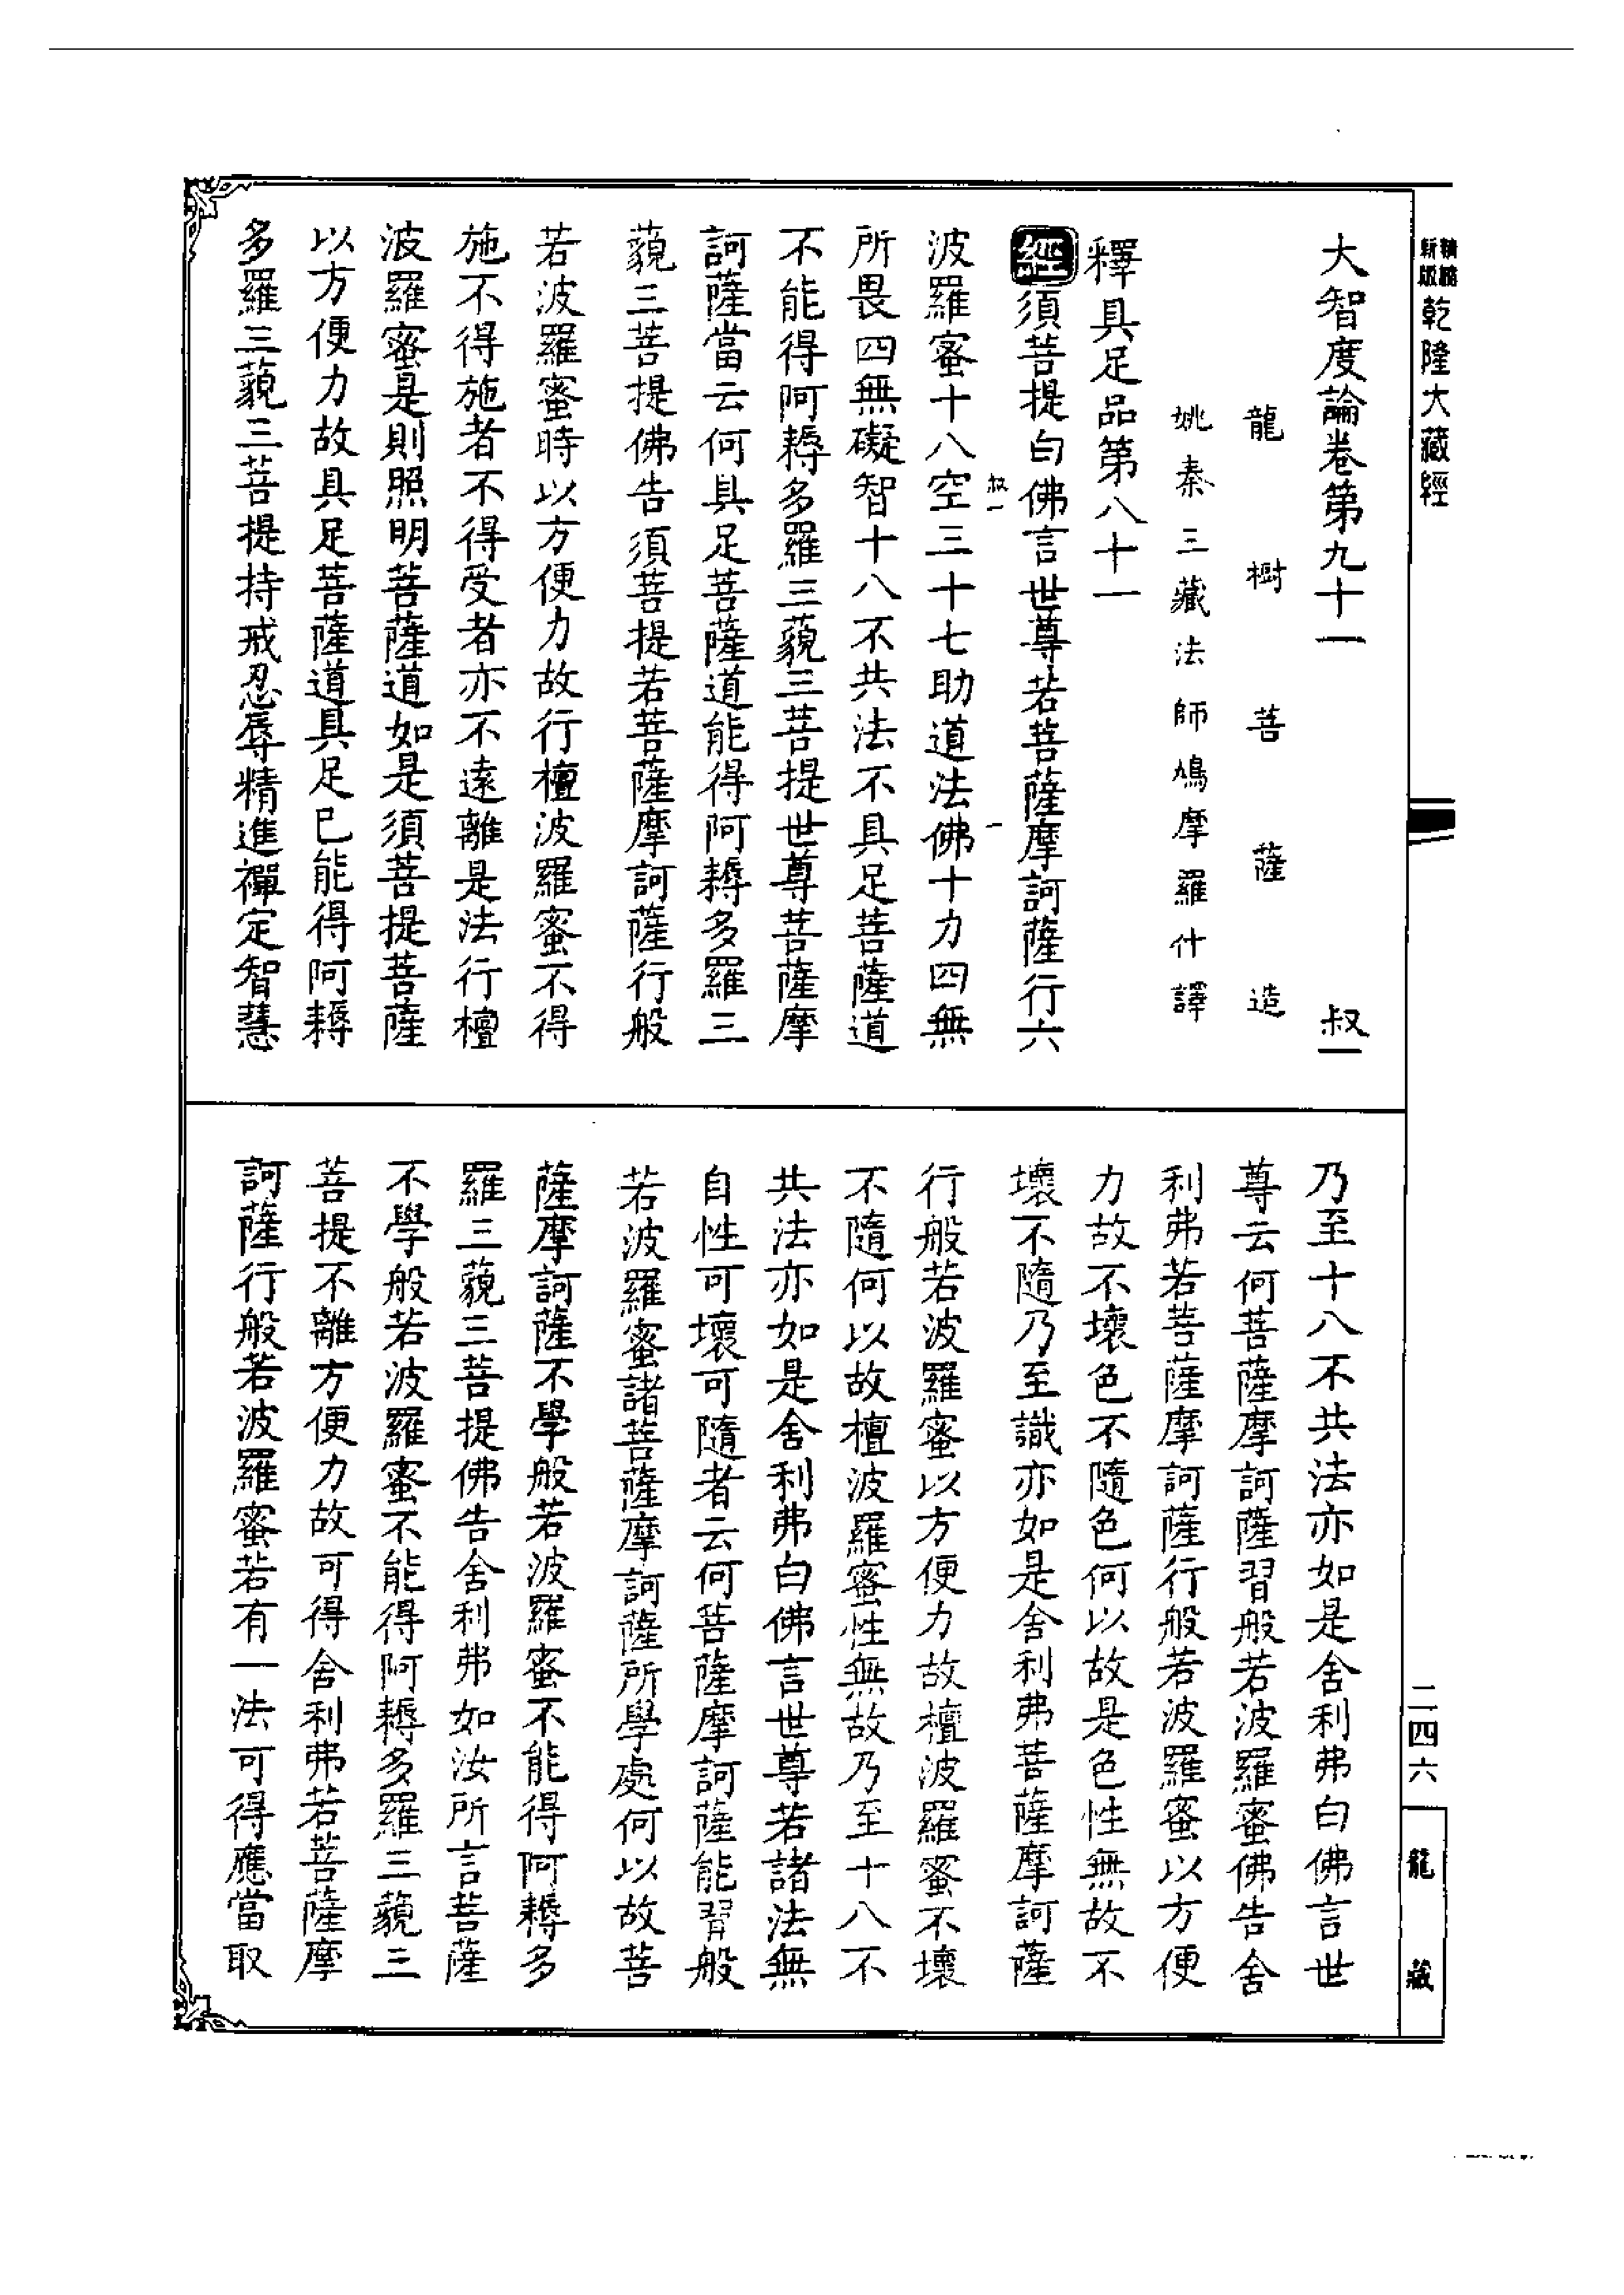 乾隆大藏經
大智度論卷第九十一 叔一
龍樹菩薩造
姚秦三藏法師鳩摩羅什譯
釋具足品第八十一
經須菩提白佛言世尊若菩薩摩訶薩行六
叔一 一
波羅蜜十八空三十七助道法佛十力四無
所畏四無礙智十八不共法不具足菩薩道
不能得阿耨多羅三藐三菩提世尊菩薩摩
訶薩當云何具足菩薩道能得阿耨多羅三
藐三菩提佛告須菩提若菩薩摩訶薩行般
若波羅蜜時以方便力故行檀波羅蜜不得
施不得施者不得受者亦不遠離是法行檀
波羅蜜是則照明菩薩道如是須菩提菩薩
以方便力故具足菩薩道具足已能得阿耨
多羅三藐三菩提持戒忍辱精進禪定智慧
乃至十八不共法亦如是舍利弗白佛言世
尊云何菩薩摩訶薩習般若波羅蜜佛告舍
利弗若菩薩摩訶薩行般若波羅蜜以方便
力故不壞色不隨色何以故是色性無故不
壞不隨乃至識亦如是舍利弗菩薩摩訶薩
行般若波羅蜜以方便力故檀波羅蜜不壞
不隨何以故檀波羅蜜性無故乃至十八不
共法亦如是舍利弗白佛言世尊若諸法無
自性可壞可隨者云何菩薩摩訶薩能習般
若波羅蜜諸菩薩摩訶薩所學處何以故菩
薩摩訶薩不學般若波羅蜜不能得阿耨多
羅三藐三菩提佛告舍利弗如汝所言菩薩
不學般若波羅蜜不能得阿耨多羅三藐三
菩提不離方便力故可得舍利弗若菩薩摩
訶薩行般若波羅蜜若有一法可得應當取
二四六
龍藏